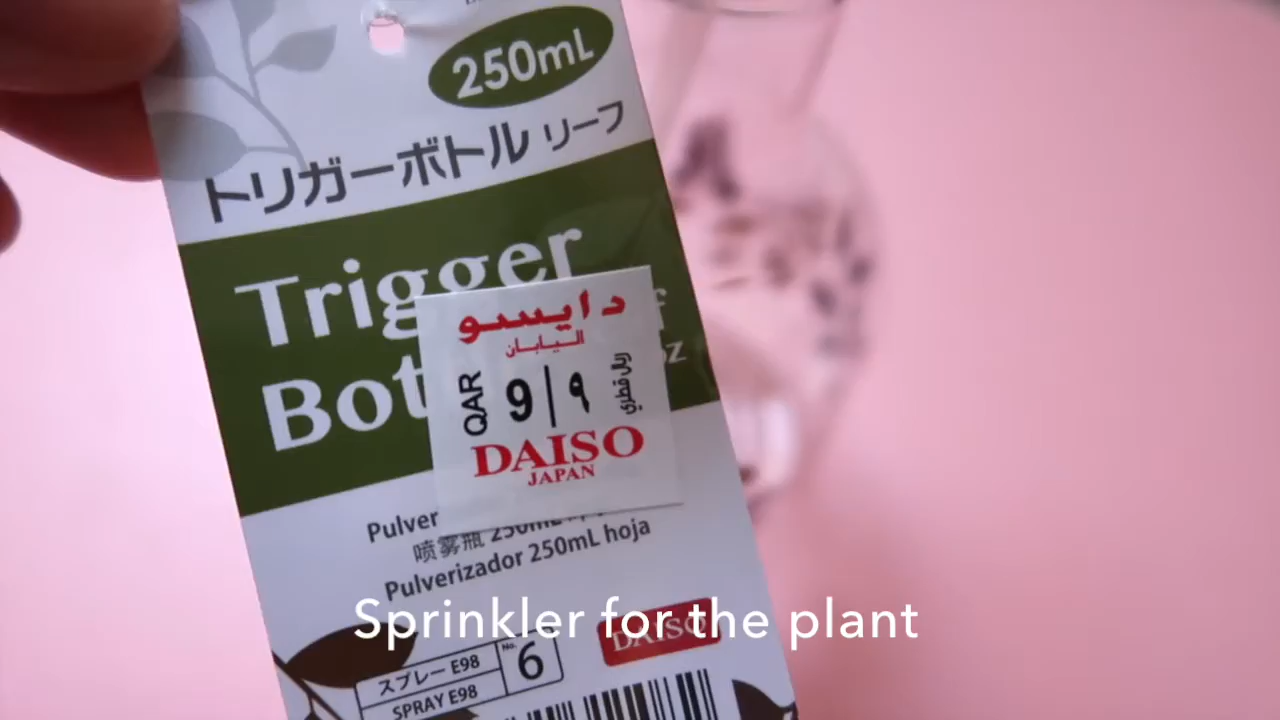 250mL
トリガーボトル リーフ
Trigger
Bot
دايسو
اليابان
QAR 9|٩ ريال قطري
DAISO
JAPAN
Pulver
喷雾瓶 250mL
Pulverizador 250mL hoja
Sprinkler for the plant
DAISO
スプレー E98
SPRAY E98
No. 6